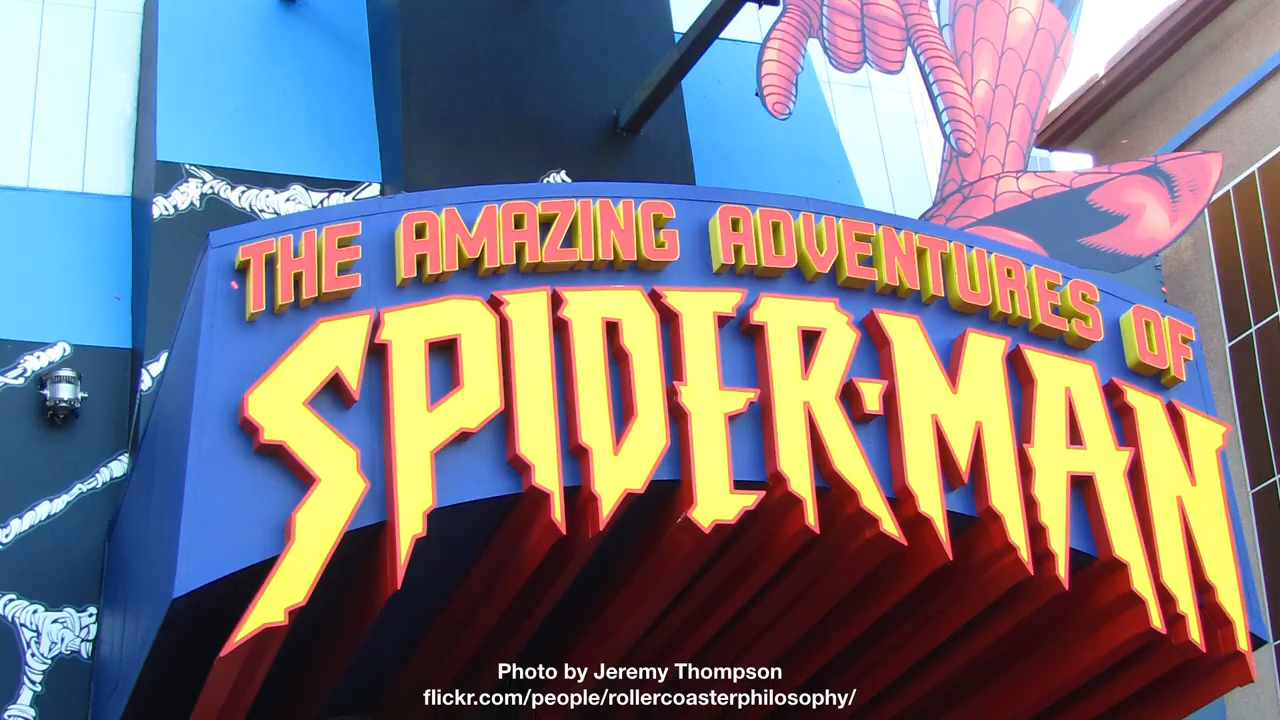 THE AMAZING ADVENTURES OF
SPIDER-MAN
Photo by Jeremy Thompson
flickr.com/people/rollercoasterphilosophy/